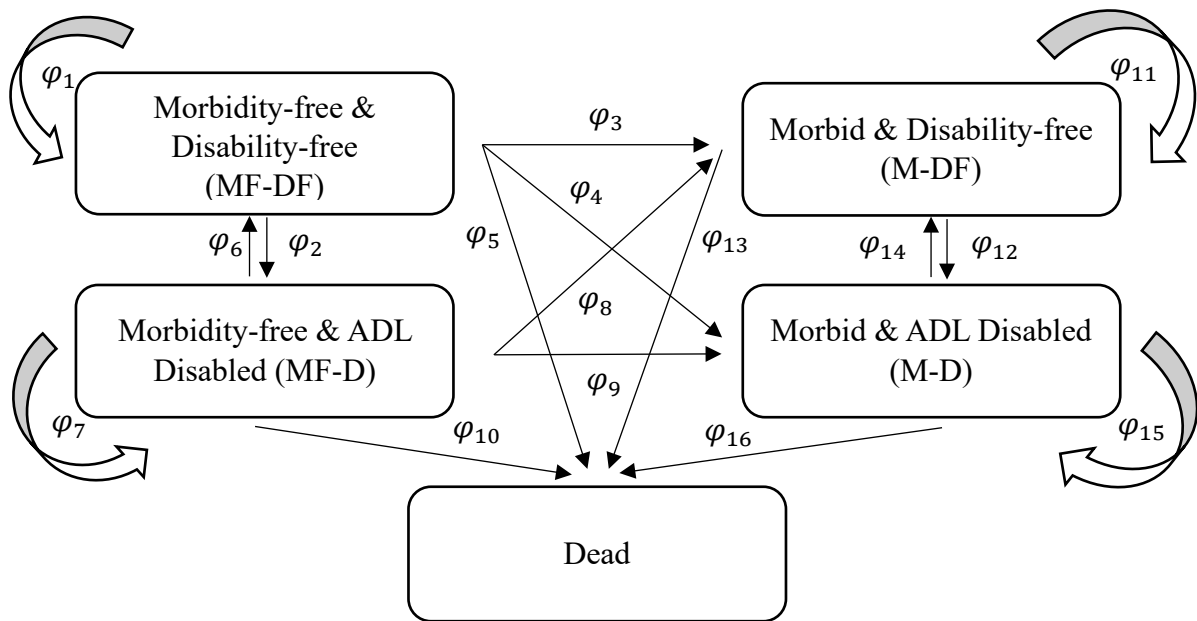 φ₁
Morbidity-free &
Disability-free
(MF-DF)
φ₃
Morbid & Disability-free
(M-DF)
φ₁₁
φ₄
φ₆
φ₂
φ₅
φ₁₃
φ₁₄
φ₁₂
φ₈
Morbidity-free & ADL
Disabled (MF-D)
Morbid & ADL Disabled
(M-D)
φ₉
φ₇
φ₁₀
φ₁₆
φ₁₅
Dead